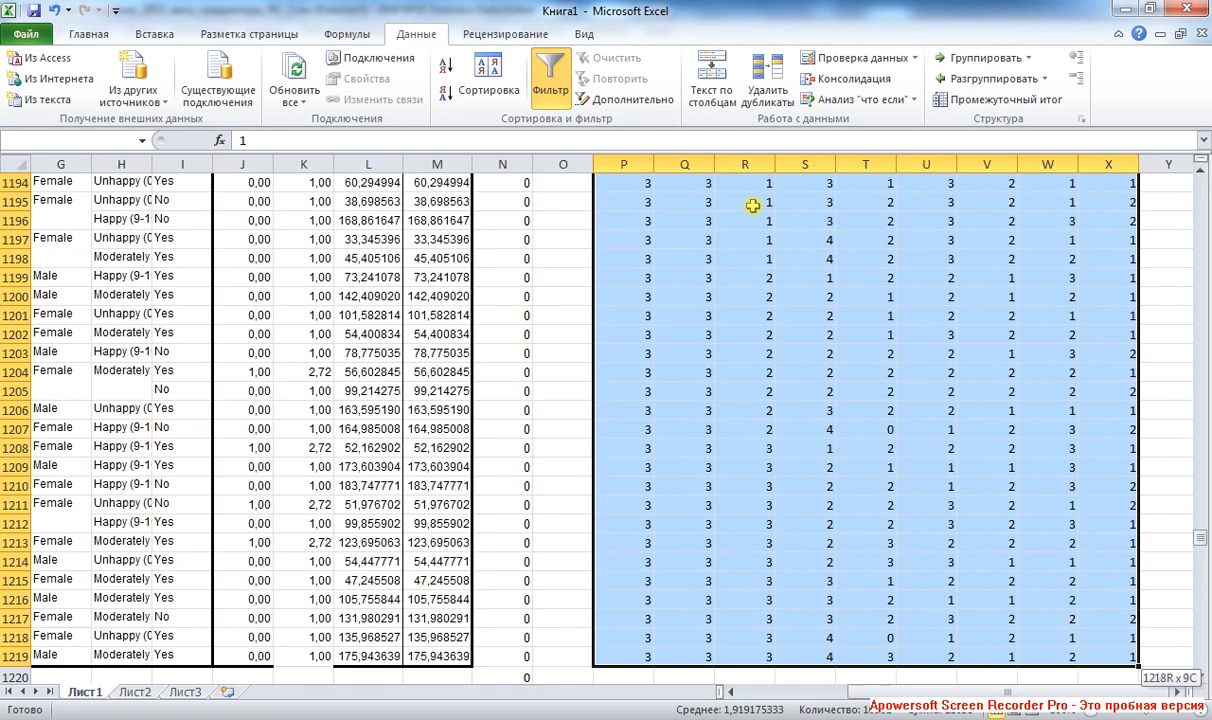 Книга1 - Microsoft Excel
Файл Главная Вставка Разметка страницы Формулы Данные Рецензирование Вид
Из Access
Из Интернета
Из текста
Из других источников
Существующие подключения
Получение внешних данных
Обновить все
Подключения
Свойства
Изменить связи
Подключения
Сортировка
Фильтр
Очистить
Повторить
Дополнительно
Сортировка и фильтр
Текст по столбцам
Удалить дубликаты
Проверка данных
Консолидация
Анализ "что если"
Работа с данными
Группировать
Разгруппировать
Промежуточный итог
Структура
fx 1
G H I J K L M N O P Q R S T U V W X Y
1194 Female Unhappy (0 Yes 0,00 1,00 60,294994 60,294994 0 3 3 1 3 1 3 2 1 1
1195 Female Unhappy (0 No 0,00 1,00 38,698563 38,698563 0 3 3 1 3 2 3 2 1 2
1196 Happy (9-1 No 0,00 1,00 168,861647 168,861647 0 3 3 1 3 2 3 2 3 2
1197 Female Unhappy (0 Yes 0,00 1,00 33,345396 33,345396 0 3 3 1 4 2 3 2 1 1
1198 Moderately Yes 0,00 1,00 45,405106 45,405106 0 3 3 1 4 2 3 2 2 1
1199 Male Happy (9-1 Yes 0,00 1,00 73,241078 73,241078 0 3 3 2 1 2 2 1 3 1
1200 Male Moderately Yes 0,00 1,00 142,409020 142,409020 0 3 3 2 2 1 2 1 2 1
1201 Female Unhappy (0 Yes 0,00 1,00 101,582814 101,582814 0 3 3 2 2 1 2 2 1 1
1202 Female Moderately Yes 0,00 1,00 54,400834 54,400834 0 3 3 2 2 1 3 2 2 1
1203 Male Happy (9-1 No 0,00 1,00 78,775035 78,775035 0 3 3 2 2 2 2 1 3 2
1204 Female Moderately Yes 1,00 2,72 56,602845 56,602845 0 3 3 2 2 2 2 2 2 1
1205 No 0,00 1,00 99,214275 99,214275 0 3 3 2 2 2 2 2 2 2
1206 Male Unhappy (0 Yes 0,00 1,00 163,595190 163,595190 0 3 3 2 3 2 2 1 1 1
1207 Female Happy (9-1 No 0,00 1,00 164,985008 164,985008 0 3 3 2 4 0 1 2 3 2
1208 Female Happy (9-1 Yes 1,00 2,72 52,162902 52,162902 0 3 3 3 1 2 2 2 3 1
1209 Male Happy (9-1 Yes 0,00 1,00 173,603904 173,603904 0 3 3 3 2 1 1 1 3 1
1210 Female Happy (9-1 No 0,00 1,00 183,747771 183,747771 0 3 3 3 2 2 1 2 3 2
1211 Female Unhappy (0 No 1,00 2,72 51,976702 51,976702 0 3 3 3 2 2 3 2 1 2
1212 Happy (9-1 Yes 0,00 1,00 99,855902 99,855902 0 3 3 3 2 2 3 2 3 1
1213 Female Moderately Yes 1,00 2,72 123,695063 123,695063 0 3 3 3 2 3 2 2 2 1
1214 Male Unhappy (0 Yes 0,00 1,00 54,447771 54,447771 0 3 3 3 2 3 3 1 1 1
1215 Female Moderately Yes 0,00 1,00 47,245508 47,245508 0 3 3 3 3 1 2 2 2 1
1216 Male Moderately Yes 0,00 1,00 105,755844 105,755844 0 3 3 3 3 2 1 1 2 1
1217 Male Moderately No 0,00 1,00 131,980291 131,980291 0 3 3 3 3 2 3 2 2 2
1218 Female Unhappy (0 Yes 0,00 1,00 135,968527 135,968527 0 3 3 3 4 0 1 2 1 1
1219 Male Moderately Yes 0,00 1,00 175,943639 175,943639 0 3 3 3 4 3 2 1 2 1
1220 0
1218R x 9C
Лист1 Лист2 Лист3
Готово Среднее: 1,919175333 Количество:
Apowersoft Screen Recorder Pro - Это пробная версия